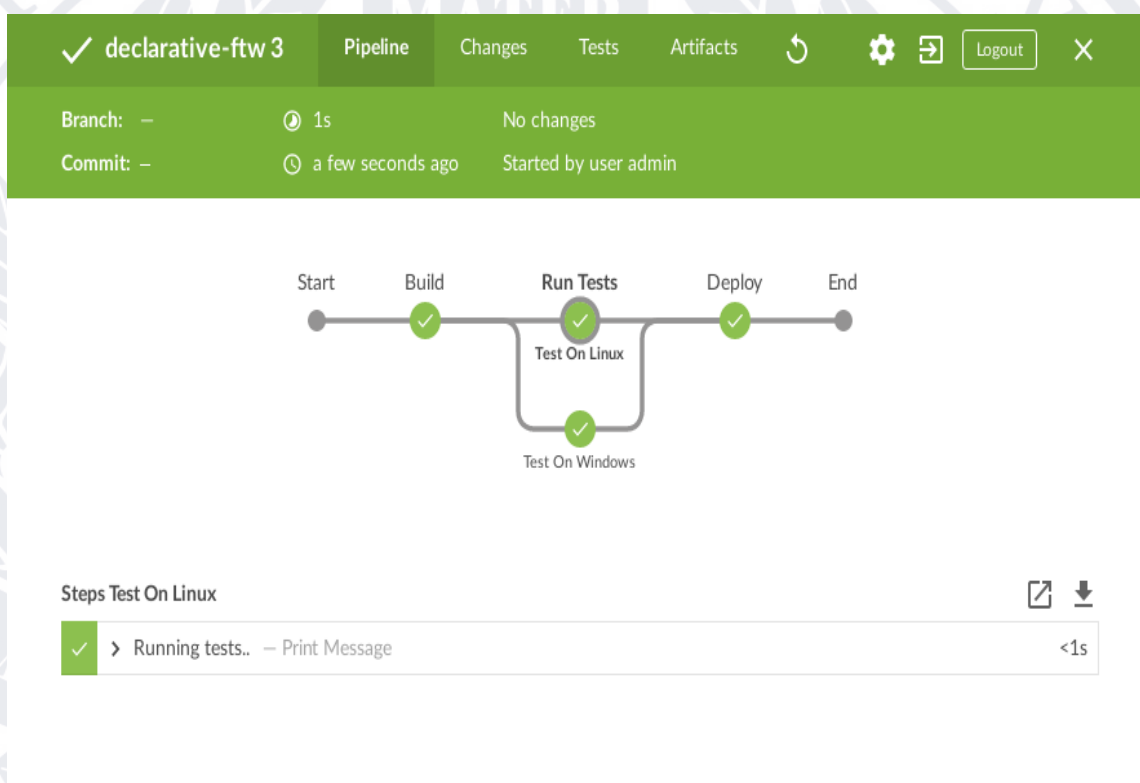 declarative-ftw 3 Pipeline Changes Tests Artifacts Logout
Branch: — 1s No changes
Commit: — a few seconds ago Started by user admin
Start Build Run Tests Deploy End
Test On Linux
Test On Windows
Steps Test On Linux
Running tests.. — Print Message <1s